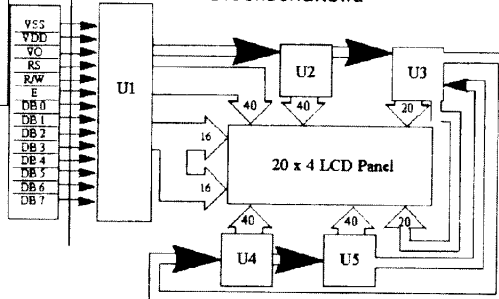 VSS
VDD
VO
RS
R/W
E
DB 0
DB 1
DB 2
DB 3
DB 4
DB 5
DB 6
DB 7
U1
U2
U3
40
40
20
16
20 x 4 LCD Panel
16
40
40
20
U4
U5